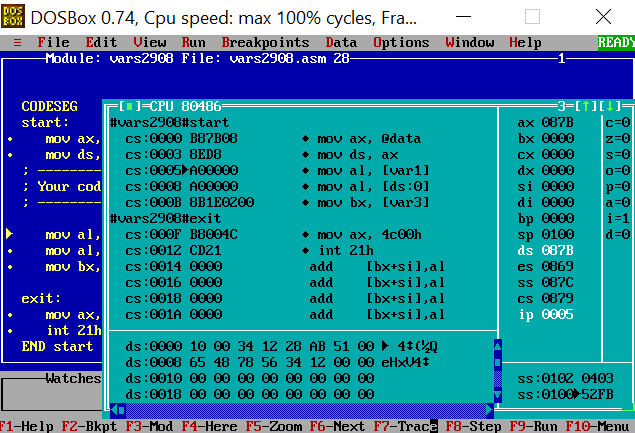 DOSBox 0.74, Cpu speed: max 100% cycles, Fra...
≡ File Edit View Run Breakpoints Data Options Window Help READY
Module: vars2908 File: vars2908.asm 28 1
CODESEG
start:
mov ax,
mov ds,
; --------
; Your cod
; --------
mov al,
mov al,
mov bx,
exit:
mov ax,
int 21h
END start
Watches
[■]=CPU 80486 3=[↑][↓]
#vars2908#start
cs:0000 B87B08 ♦ mov ax, @data
cs:0003 8ED8 ♦ mov ds, ax
cs:0005►A00000 ♦ mov al, [var1]
cs:0008 A00000 ♦ mov al, [ds:0]
cs:000B 8B1E0200 ♦ mov bx, [var3]
#vars2908#exit
cs:000F B8004C ♦ mov ax, 4c00h
cs:0012 CD21 ♦ int 21h
cs:0014 0000 add [bx+si],al
cs:0016 0000 add [bx+si],al
cs:0018 0000 add [bx+si],al
cs:001A 0000 add [bx+si],al
ds:0000 10 00 34 12 28 AB 51 00 ► 4↕(½Q
ds:0008 65 48 78 56 34 12 00 00 eHxV4↕
ds:0010 00 00 00 00 00 00 00 00
ds:0018 00 00 00 00 00 00 00 00
ax 087B c=0
bx 0000 z=0
cx 0000 s=0
dx 0000 o=0
si 0000 p=0
di 0000 a=0
bp 0000 i=1
sp 0100 d=0
ds 087B
es 0869
ss 087C
cs 0879
ip 0005
ss:0102 0403
ss:0100►52FB
F1-Help F2-Bkpt F3-Mod F4-Here F5-Zoom F6-Next F7-Trace F8-Step F9-Run F10-Menu